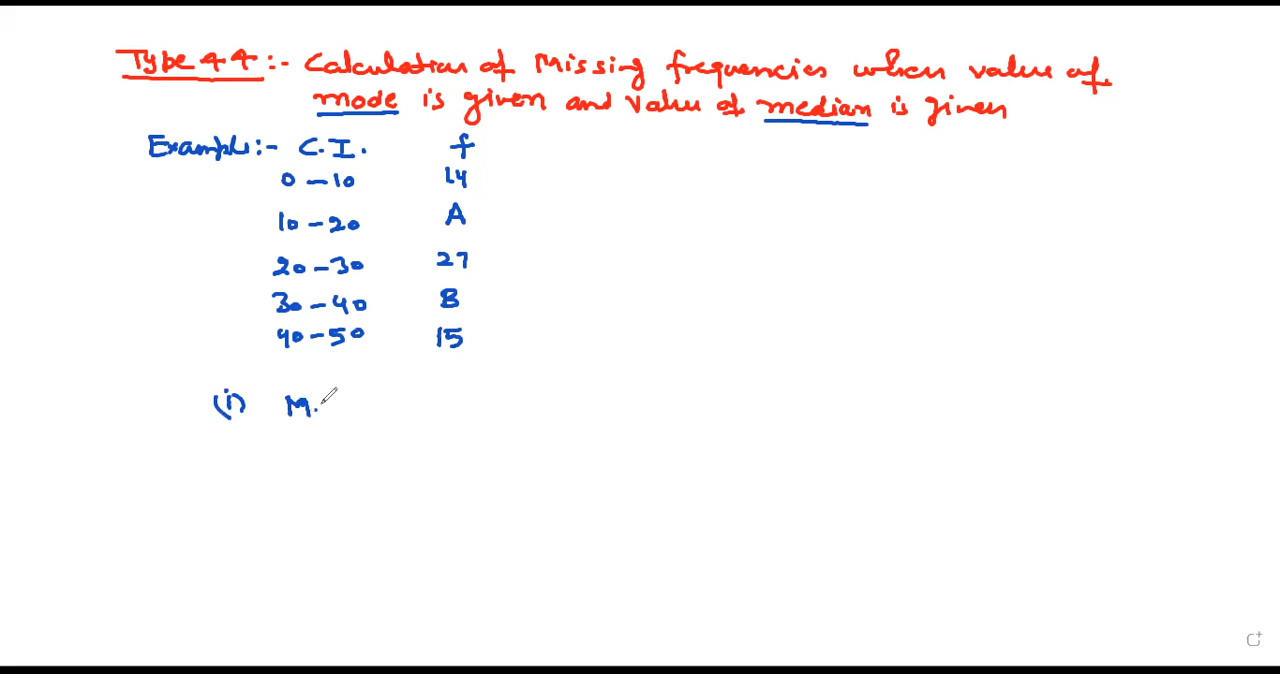 Type 44:- Calculation of Missing frequencies when value of
mode is given and value of median is given
Example:- C.I. f
0-10 14
10-20 A
20-30 27
30-40 B
40-50 15
(i) M.